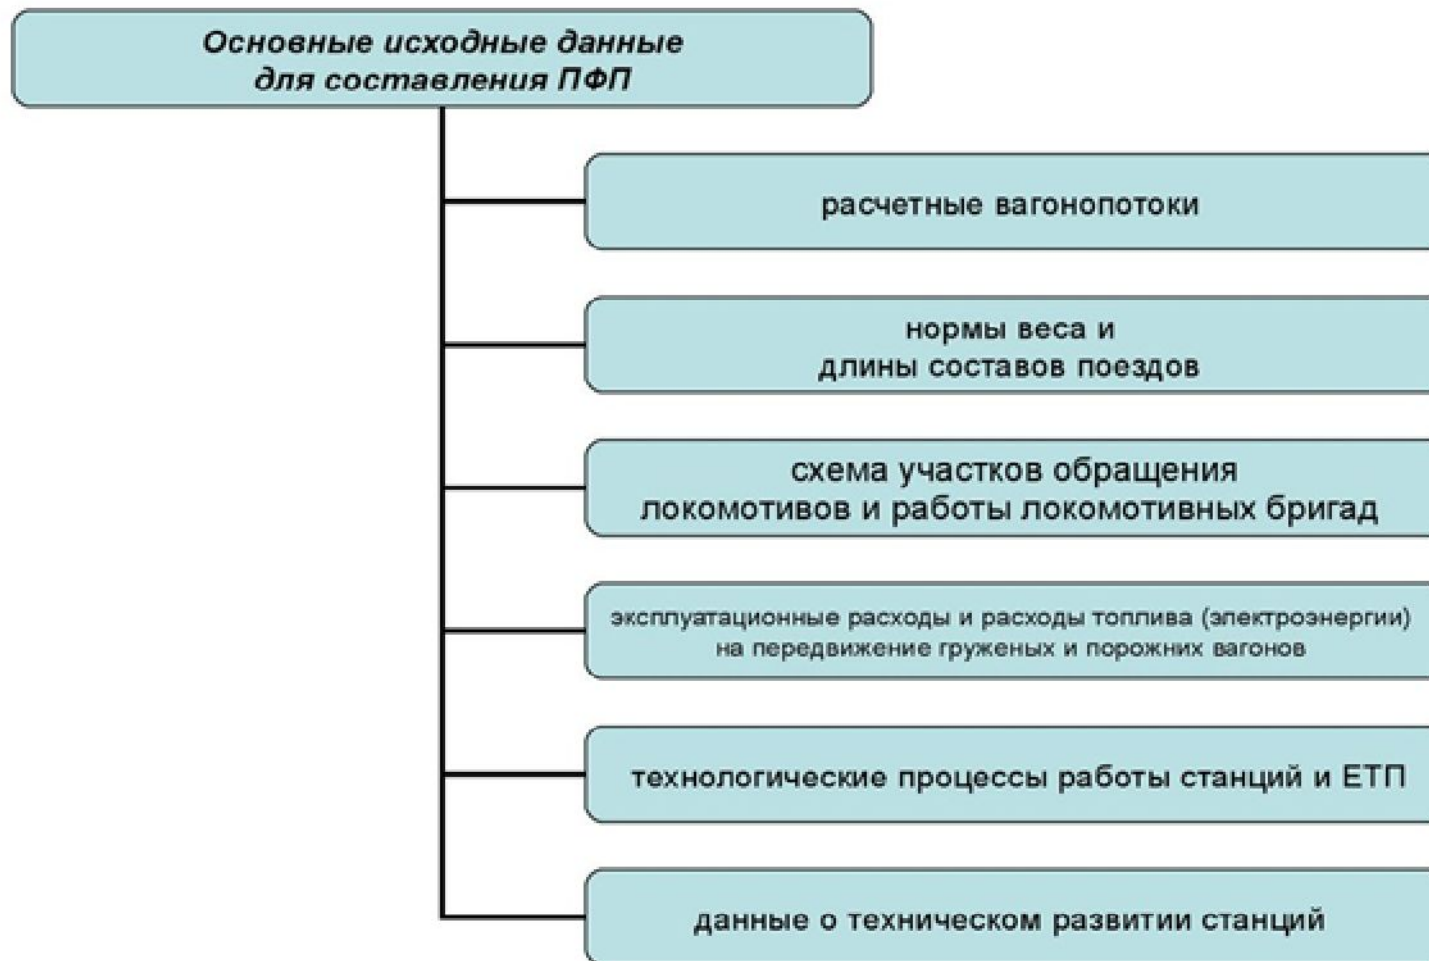 Основные исходные данные
для составления ПФП
расчетные вагонопотоки
нормы веса и
длины составов поездов
схема участков обращения
локомотивов и работы локомотивных бригад
эксплуатационные расходы и расходы топлива (электроэнергии)
на передвижение груженых и порожних вагонов
технологические процессы работы станций и ЕТП
данные о техническом развитии станций